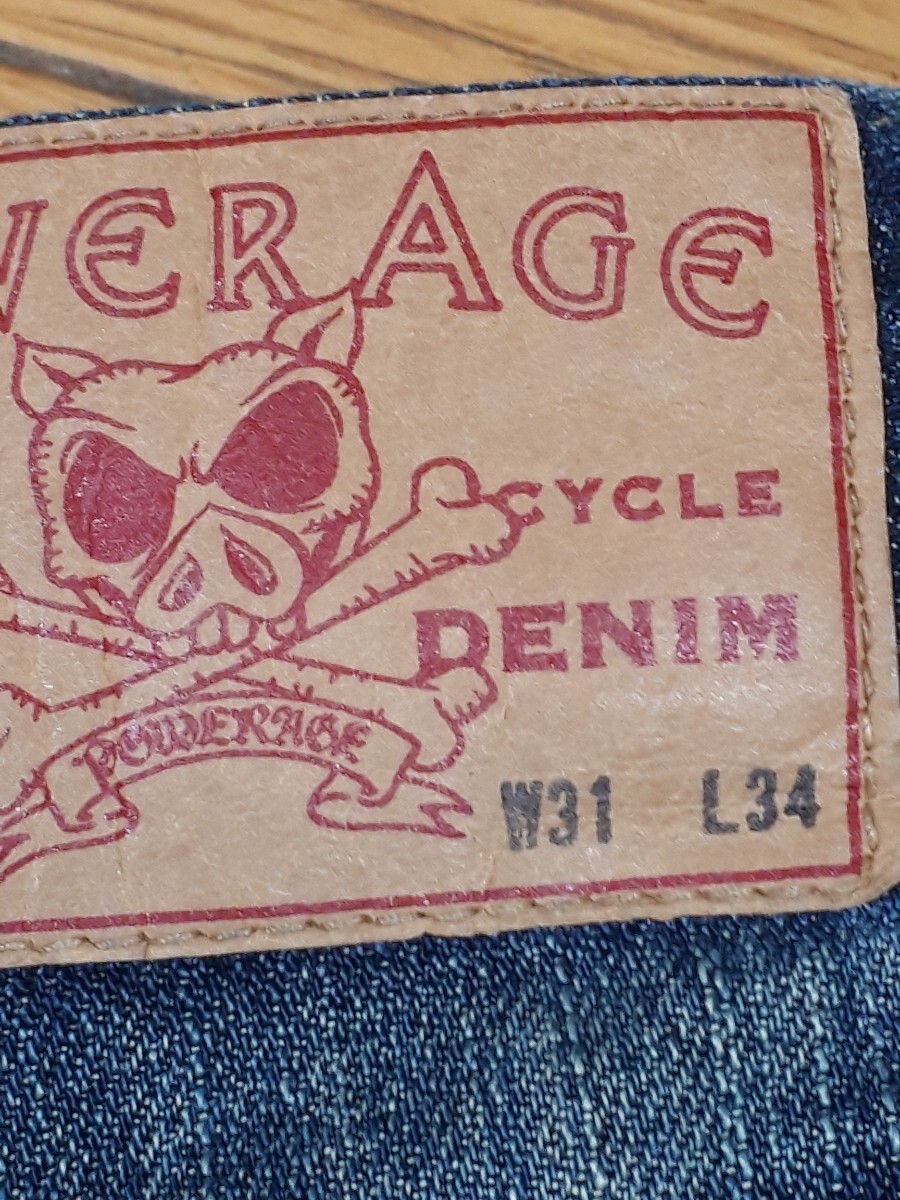 VERAGE
CYCLE
DENIM
POWERAGE
W31 L34